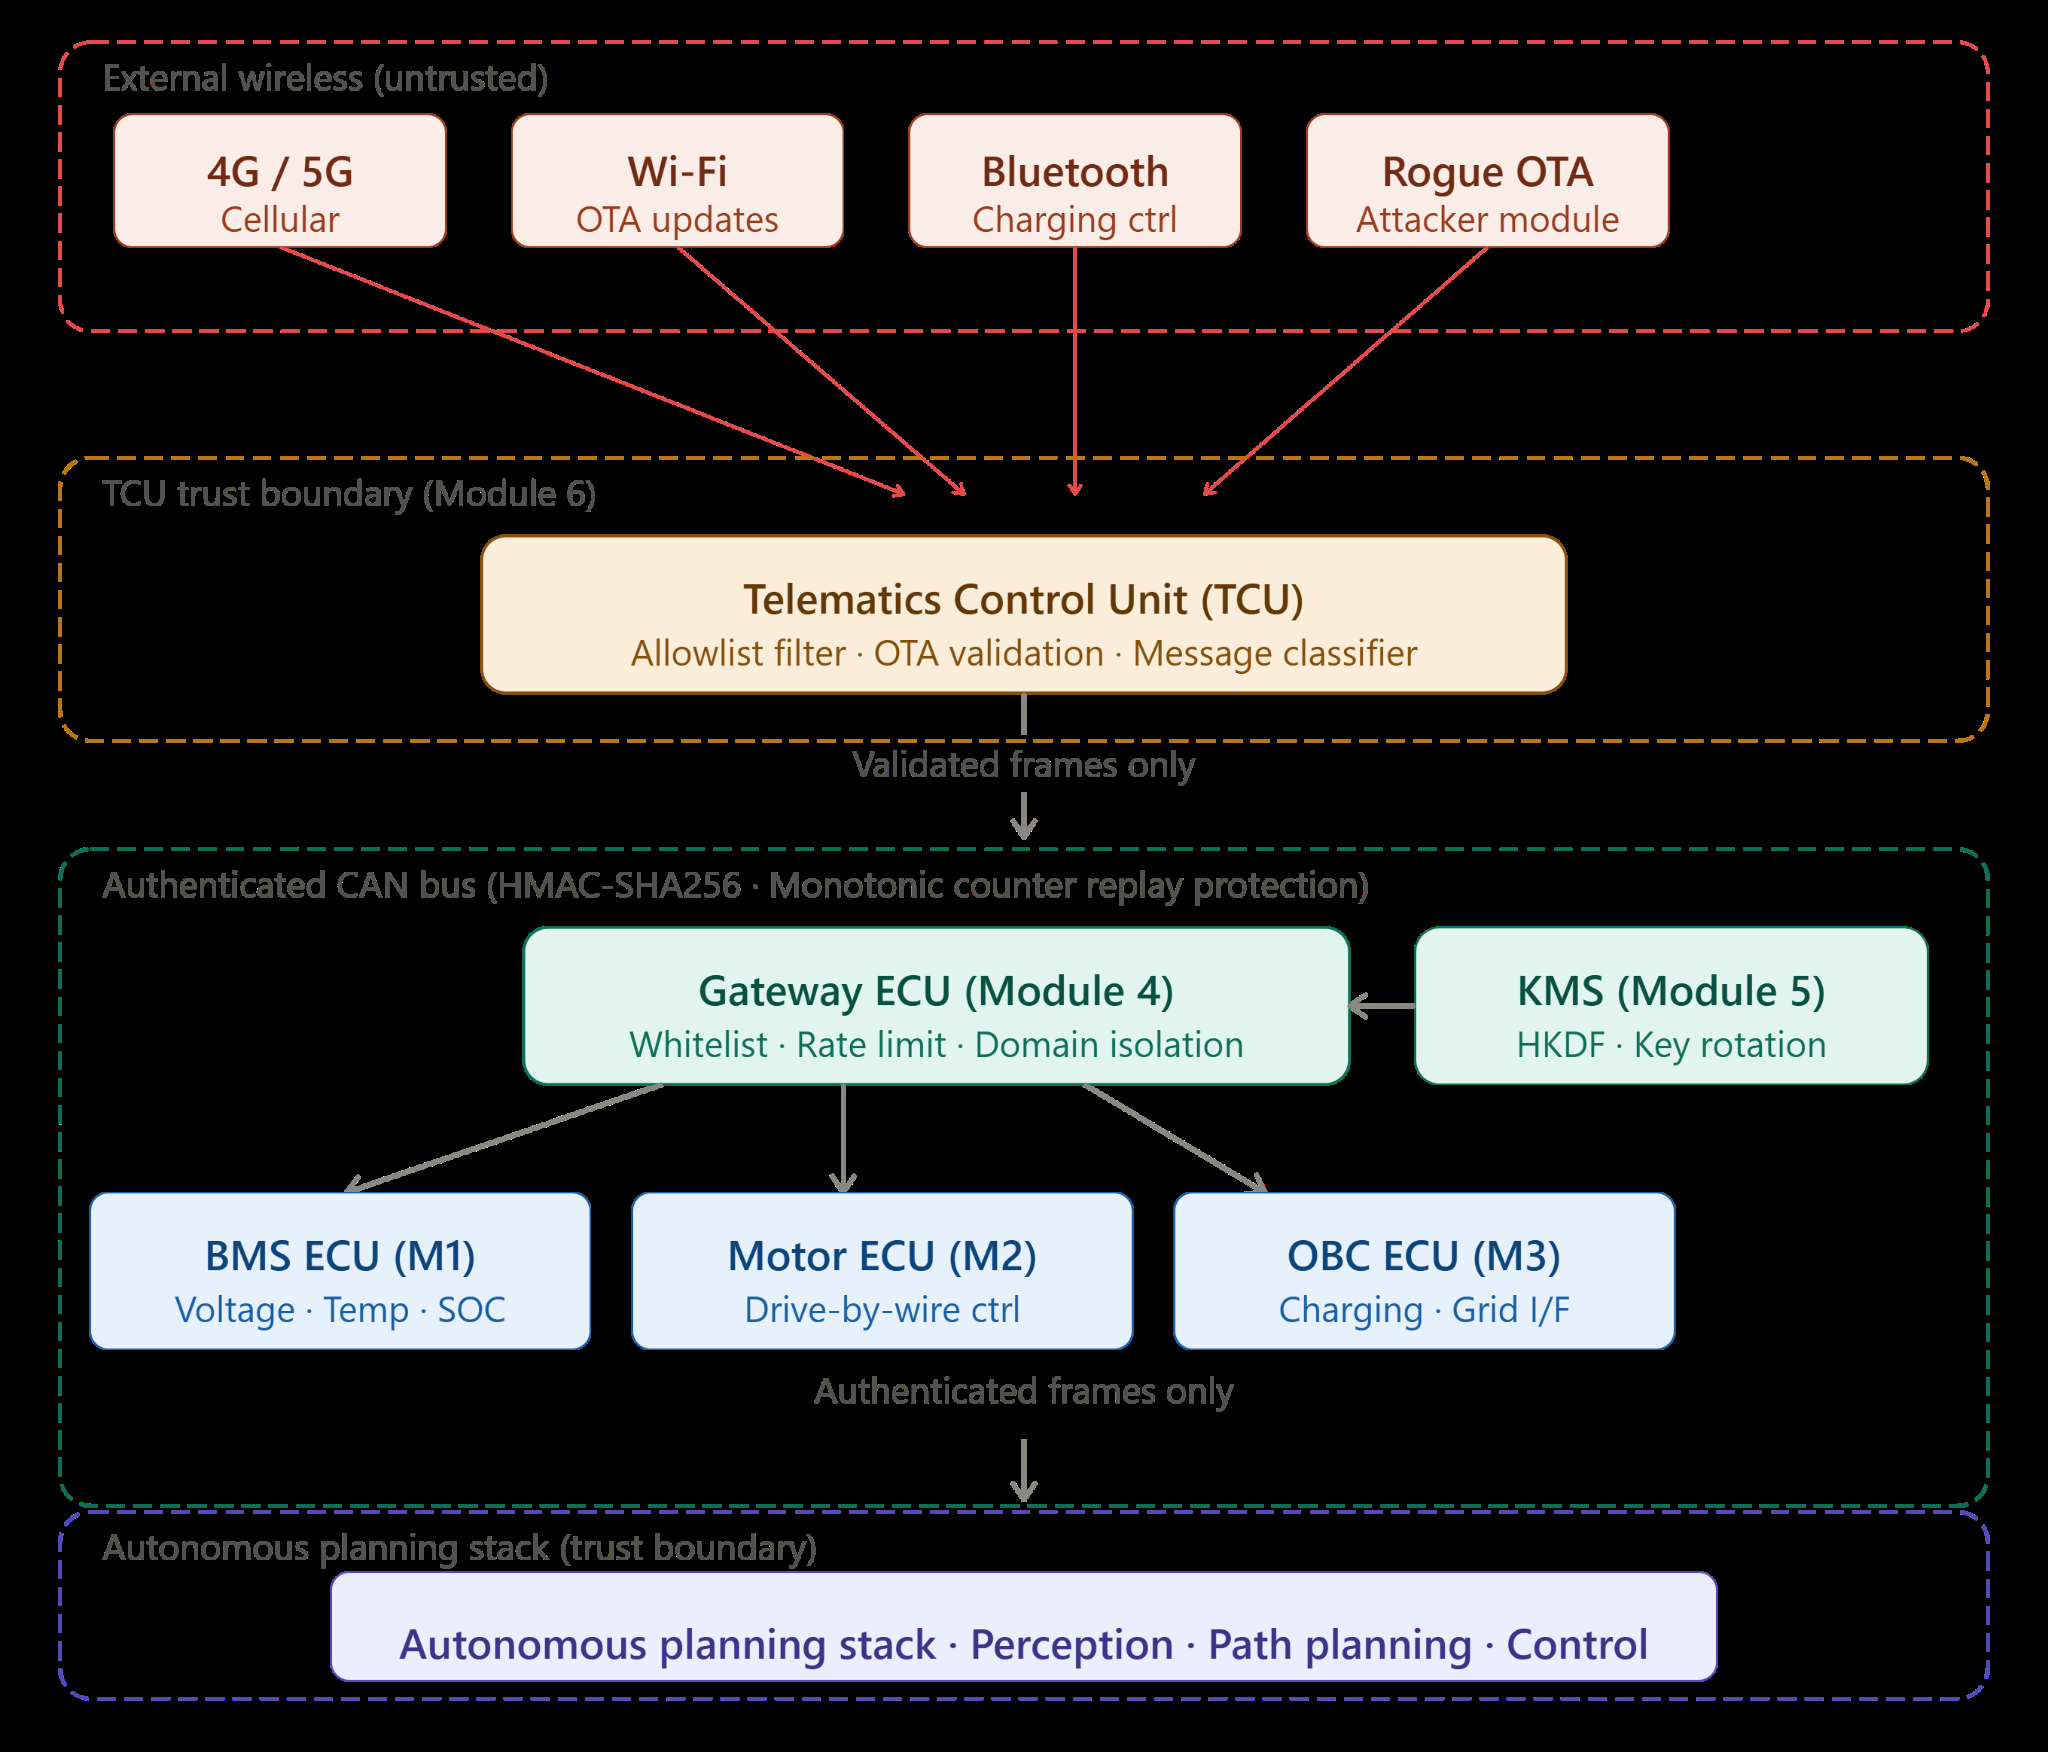 External wireless (untrusted)
4G / 5G
Cellular
Wi-Fi
OTA updates
Bluetooth
Charging ctrl
Rogue OTA
Attacker module
TCU trust boundary (Module 6)
Telematics Control Unit (TCU)
Allowlist filter · OTA validation · Message classifier
Validated frames only
Authenticated CAN bus (HMAC-SHA256 · Monotonic counter replay protection)
Gateway ECU (Module 4)
Whitelist · Rate limit · Domain isolation
KMS (Module 5)
HKDF · Key rotation
BMS ECU (M1)
Voltage · Temp · SOC
Motor ECU (M2)
Drive-by-wire ctrl
OBC ECU (M3)
Charging · Grid I/F
Authenticated frames only
Autonomous planning stack (trust boundary)
Autonomous planning stack · Perception · Path planning · Control